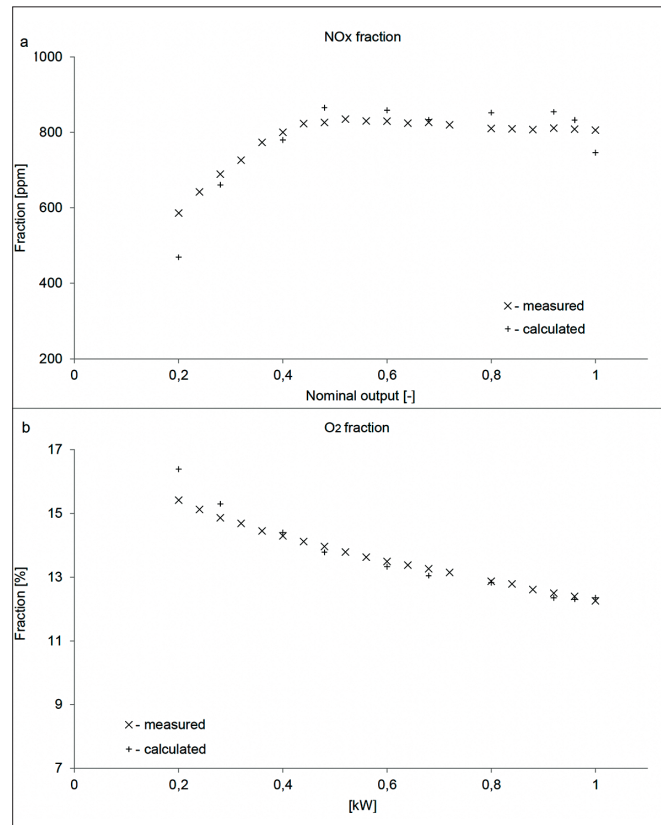 a
NOx fraction
1000
800
600
400
200
Fraction [ppm]
× - measured
+ - calculated
0 0,2 0,4 0,6 0,8 1
Nominal output [-]
b
O2 fraction
17
15
13
11
9
7
Fraction [%]
× - measured
+ - calculated
0 0,2 0,4 0,6 0,8 1
[kW]